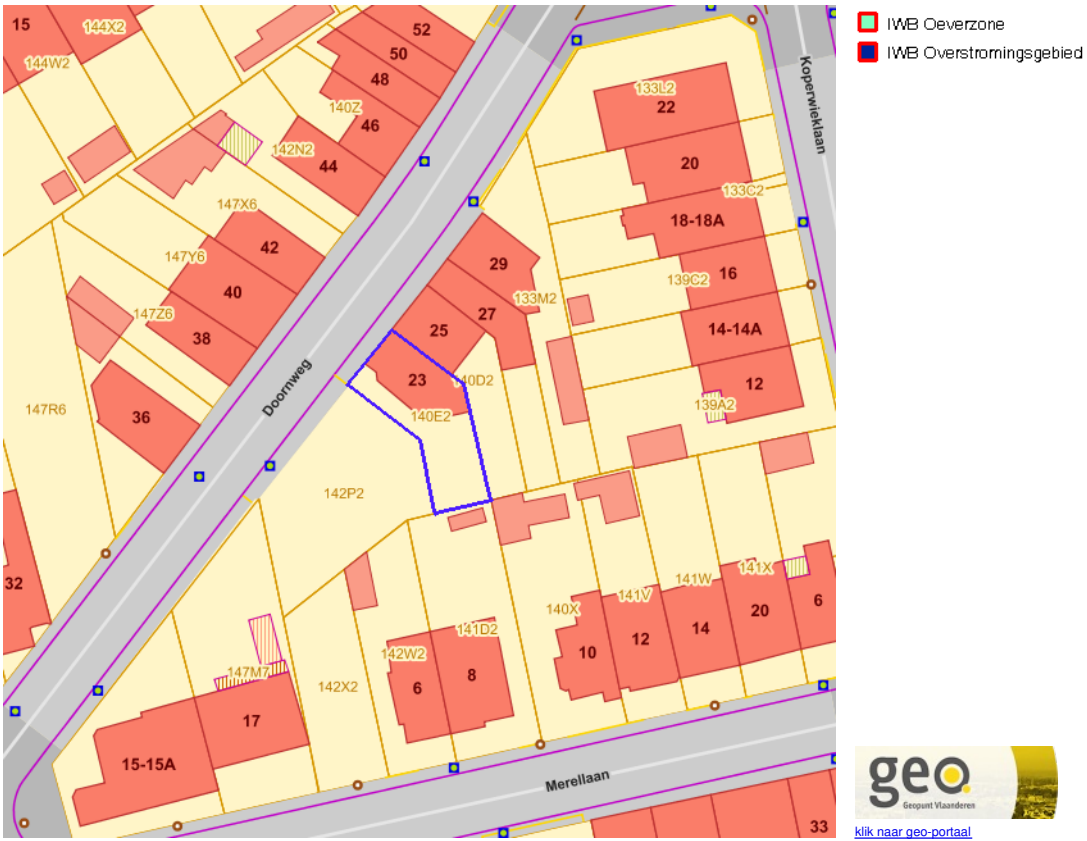 15
144X2
52
50
144W2
48
140Z
46
142N2
44
133L2
22
Koperwieklaan
20
133C2
18-18A
147X6
42
147Y6
40
147Z6
38
29
133M2
27
16
139C2
25
14-14A
Doornweg
23
140D2
12
139A2
140E2
147R6
36
142P2
32
141X
141W
141V
140X
20
6
14
12
10
141D2
142W2
8
6
142X2
147M7
17
15-15A
Merellaan
33
IWB Oeverzone
IWB Overstromingsgebied
geo
Geopunt Vlaanderen
klik naar geo-portaal